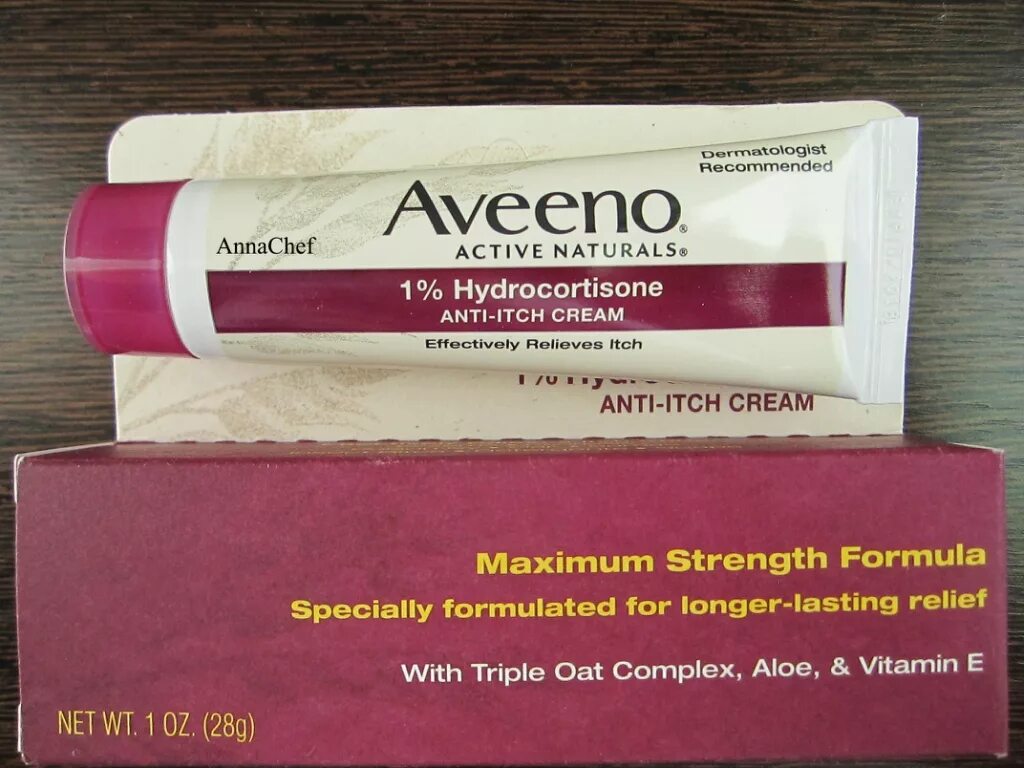 Dermatologist
Recommended
Aveeno®
AnnaChef
ACTIVE NATURALS®
1% Hydrocortisone
ANTI-ITCH CREAM
Effectively Relieves Itch
ANTI-ITCH CREAM
Maximum Strength Formula
Specially formulated for longer-lasting relief
With Triple Oat Complex, Aloe, & Vitamin E
NET WT. 1 OZ. (28g)